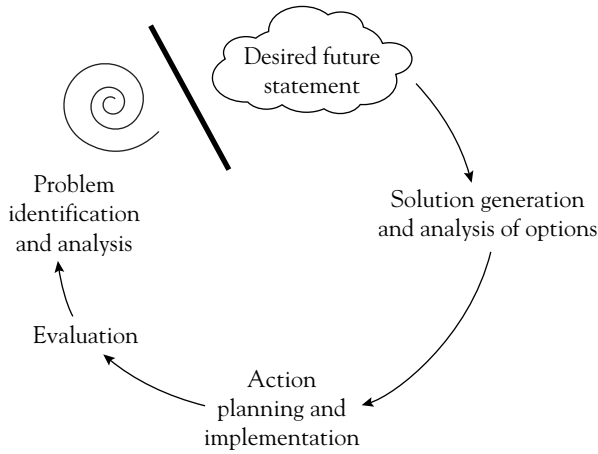 Desired future
statement
Solution generation
and analysis of options
Action
planning and
implementation
Evaluation
Problem
identification
and analysis